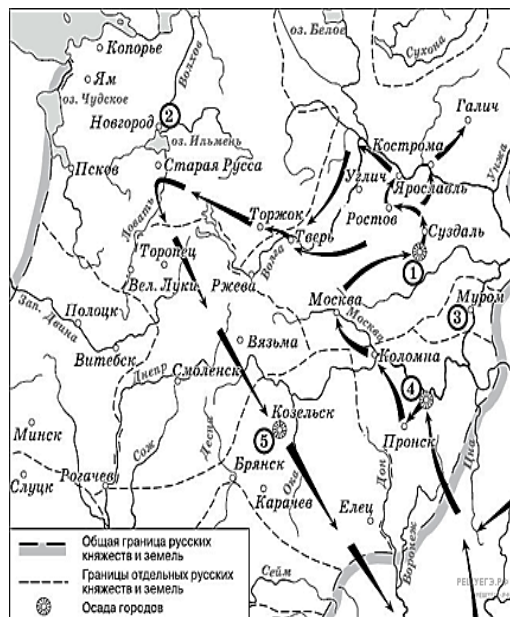 Копорье
Ям
оз. Чудское
Новгород
2
Волхов
оз. Ильмень
Псков
Старая Русса
Ловать
оз. Белое
Сухона
Галич
Кострома
Унжа
Углич
Ярославль
Ростов
Суздаль
1
Торжок
Тверь
Волга
Ржева
Торопец
Вел. Луки
Зап. Двина
Полоцк
Витебск
Москва
Москва
Муром
3
Коломна
4
Пронск
Вязьма
Днепр
Смоленск
Минск
Слуцк
Сож
Рогачев
Десна
Козельск
5
Брянск
Карачев
Ока
Елец
Дон
Воронеж
Цна
Сейм
Общая граница русских
княжеств и земель
Границы отдельных русских
княжеств и земель
Осада городов
РЕШУЕГЭ.РФ